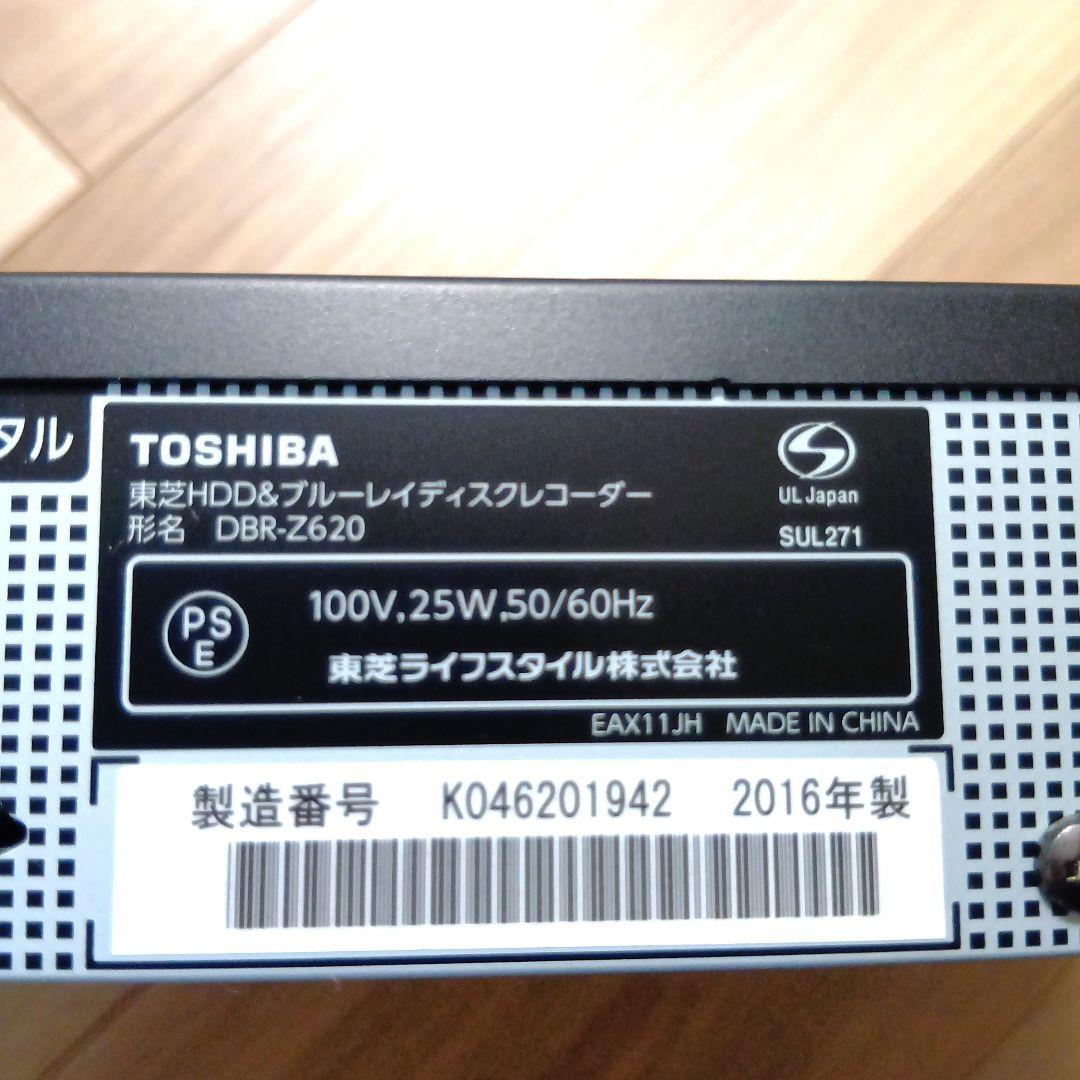 タル
TOSHIBA
東芝HDD&ブルーレイディスクレコーダー
形名 DBR-Z620
UL Japan
SUL271
PS
E
100V,25W,50/60Hz
東芝ライフスタイル株式会社
EAX11JH MADE IN CHINA
製造番号 K046201942 2016年製